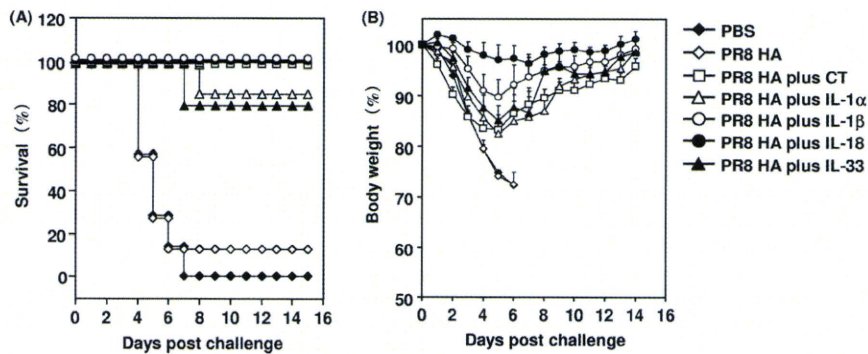 (A)
120
100
80
60
40
20
0
Survival (%)
0 2 4 6 8 10 12 14 16
Days post challenge
(B)
100
90
80
70
60
50
Body weight (%)
0 2 4 6 8 10 12 14 16
Days post challenge
PBS
PR8 HA
PR8 HA plus CT
PR8 HA plus IL-1α
PR8 HA plus IL-1β
PR8 HA plus IL-18
PR8 HA plus IL-33